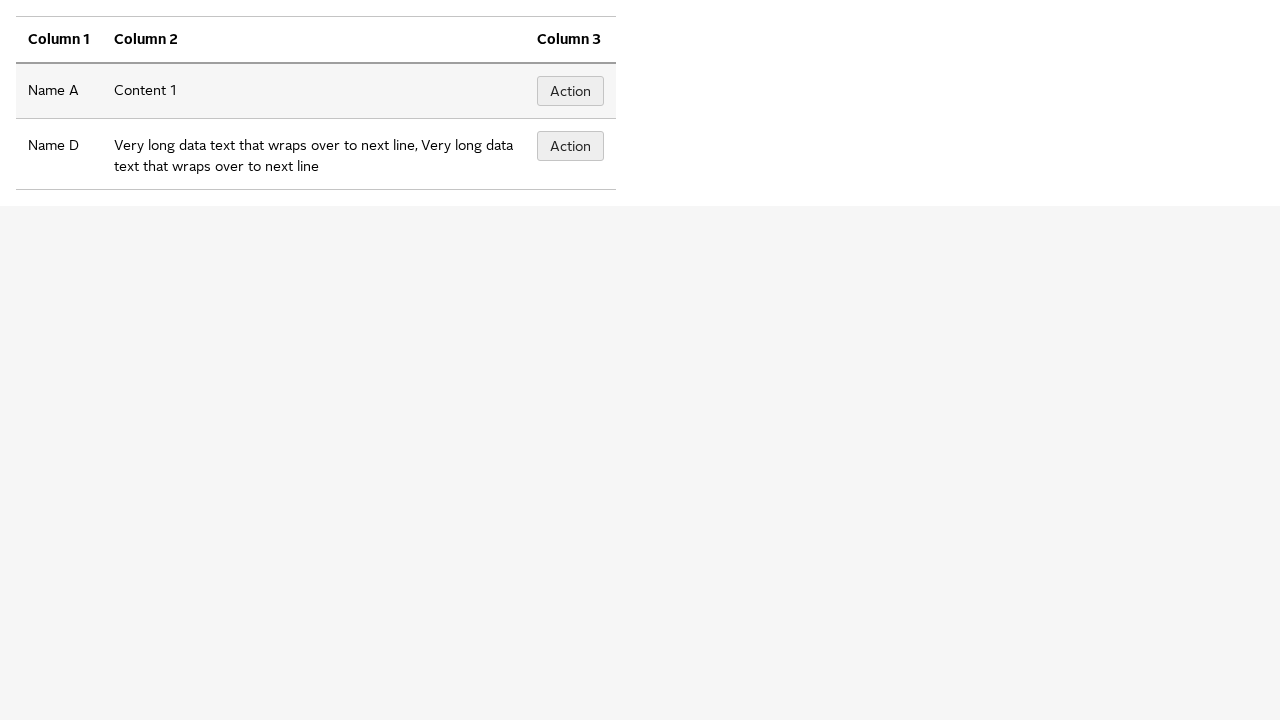 Column 1 Column 2 Column 3
Name A Content 1 Action
Name D Very long data text that wraps over to next line, Very long data Action
text that wraps over to next line